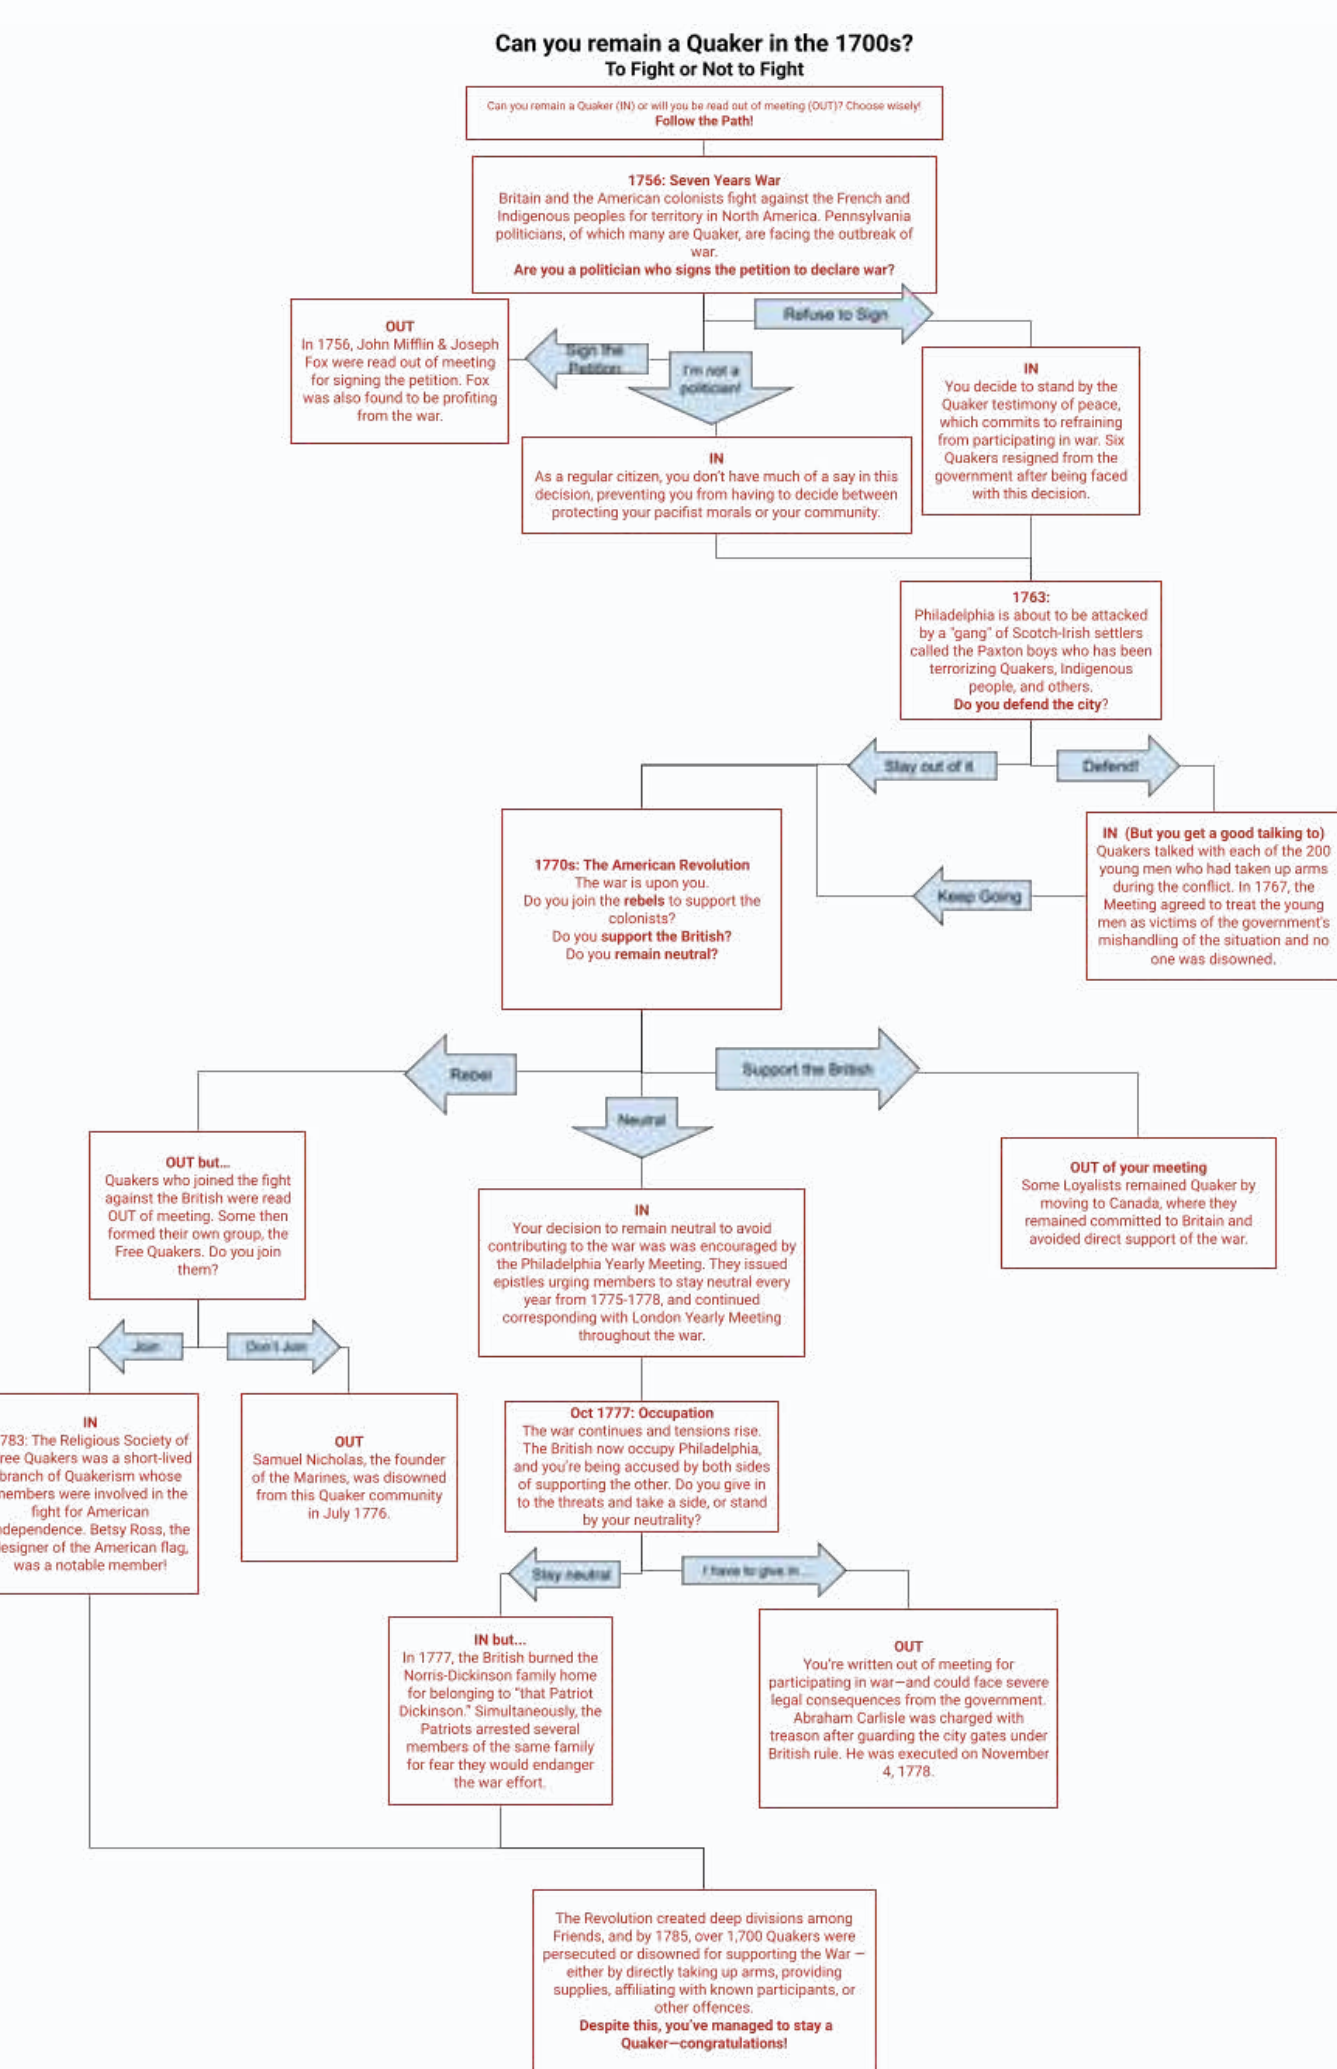 Can you remain a Quaker in the 1700s?
To Fight or Not to Fight
Can you remain a Quaker (IN) or will you be read out of meeting (OUT)? Choose wisely!
Follow the Path!
1756: Seven Years War
Britain and the American colonists fight against the French and
Indigenous peoples for territory in North America. Pennsylvania
politicians, of which many are Quaker, are facing the outbreak of
war.
Are you a politician who signs the petition to declare war?
Refuse to Sign
Sign the
Petition
I'm not a
politician!
OUT
In 1756, John Mifflin & Joseph
Fox were read out of meeting
for signing the petition. Fox
was also found to be profiting
from the war.
IN
You decide to stand by the
Quaker testimony of peace,
which commits to refraining
from participating in war. Six
Quakers resigned from the
government after being faced
with this decision.
IN
As a regular citizen, you don't have much of a say in this
decision, preventing you from having to decide between
protecting your pacifist morals or your community.
1763:
Philadelphia is about to be attacked
by a "gang" of Scotch-Irish settlers
called the Paxton boys who has been
terrorizing Quakers, Indigenous
people, and others.
Do you defend the city?
Stay out of it
Defend!
IN (But you get a good talking to)
Quakers talked with each of the 200
young men who had taken up arms
during the conflict. In 1767, the
Meeting agreed to treat the young
men as victims of the government's
mishandling of the situation and no
one was disowned.
Keep Going
1770s: The American Revolution
The war is upon you.
Do you join the rebels to support the
colonists?
Do you support the British?
Do you remain neutral?
Rebel
Support the British
Neutral
OUT but...
Quakers who joined the fight
against the British were read
OUT of meeting. Some then
formed their own group, the
Free Quakers. Do you join
them?
OUT of your meeting
Some Loyalists remained Quaker by
moving to Canada, where they
remained committed to Britain and
avoided direct support of the war.
IN
Your decision to remain neutral to avoid
contributing to the war was was encouraged by
the Philadelphia Yearly Meeting. They issued
epistles urging members to stay neutral every
year from 1775-1778, and continued
corresponding with London Yearly Meeting
throughout the war.
Join
Don't Join
IN
783: The Religious Society of
ree Quakers was a short-lived
branch of Quakerism whose
embers were involved in the
fight for American
dependence. Betsy Ross, the
esigner of the American flag,
was a notable member!
OUT
Samuel Nicholas, the founder
of the Marines, was disowned
from this Quaker community
in July 1776.
Oct 1777: Occupation
The war continues and tensions rise.
The British now occupy Philadelphia,
and you're being accused by both sides
of supporting the other. Do you give in
to the threats and take a side, or stand
by your neutrality?
Stay neutral
I have to give in...
IN but...
In 1777, the British burned the
Norris-Dickinson family home
for belonging to "that Patriot
Dickinson." Simultaneously, the
Patriots arrested several
members of the same family
for fear they would endanger
the war effort.
OUT
You're written out of meeting for
participating in war—and could face severe
legal consequences from the government.
Abraham Carlisle was charged with
treason after guarding the city gates under
British rule. He was executed on November
4, 1778.
The Revolution created deep divisions among
Friends, and by 1785, over 1,700 Quakers were
persecuted or disowned for supporting the War —
either by directly taking up arms, providing
supplies, affiliating with known participants, or
other offences.
Despite this, you've managed to stay a
Quaker—congratulations!